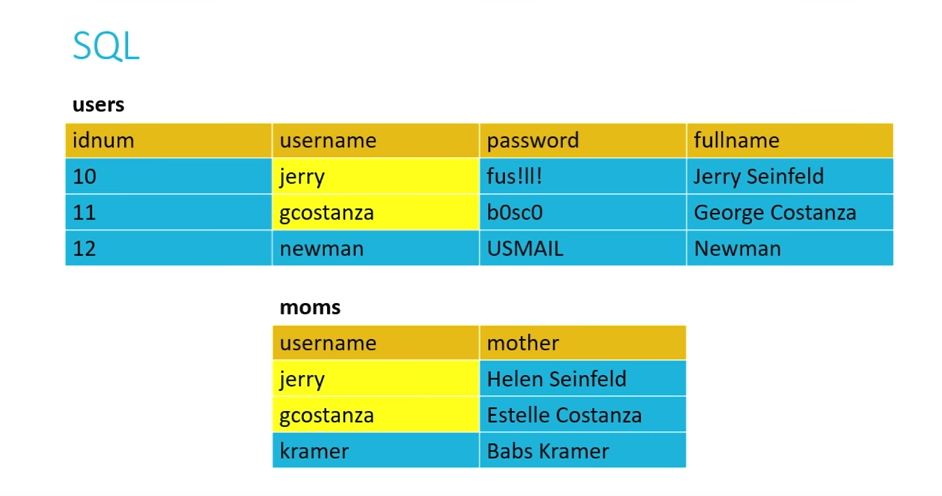 SQL
users
idnum username password fullname
10 jerry fus!ll! Jerry Seinfeld
11 gcostanza b0sc0 George Costanza
12 newman USMAIL Newman
moms
username mother
jerry Helen Seinfeld
gcostanza Estelle Costanza
kramer Babs Kramer